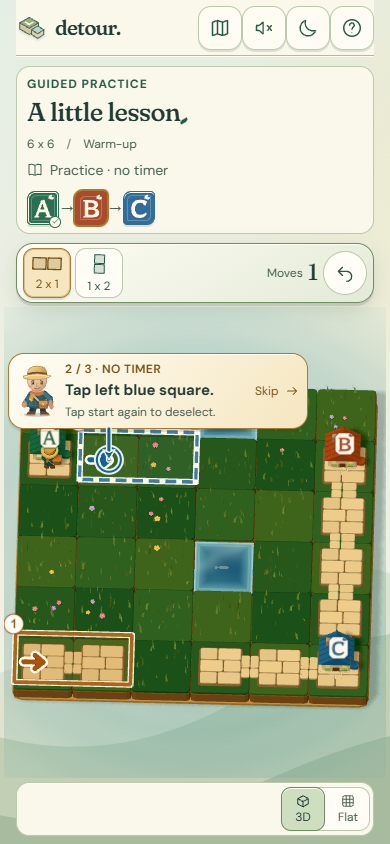 detour.
GUIDED PRACTICE
A little lesson
6 x 6 / Warm-up
Practice · no timer
A → B → C
2 x 1
1 x 2
Moves 1
2 / 3 · NO TIMER
Tap left blue square.
Tap start again to deselect.
Skip →
A
B
1
C
3D
Flat